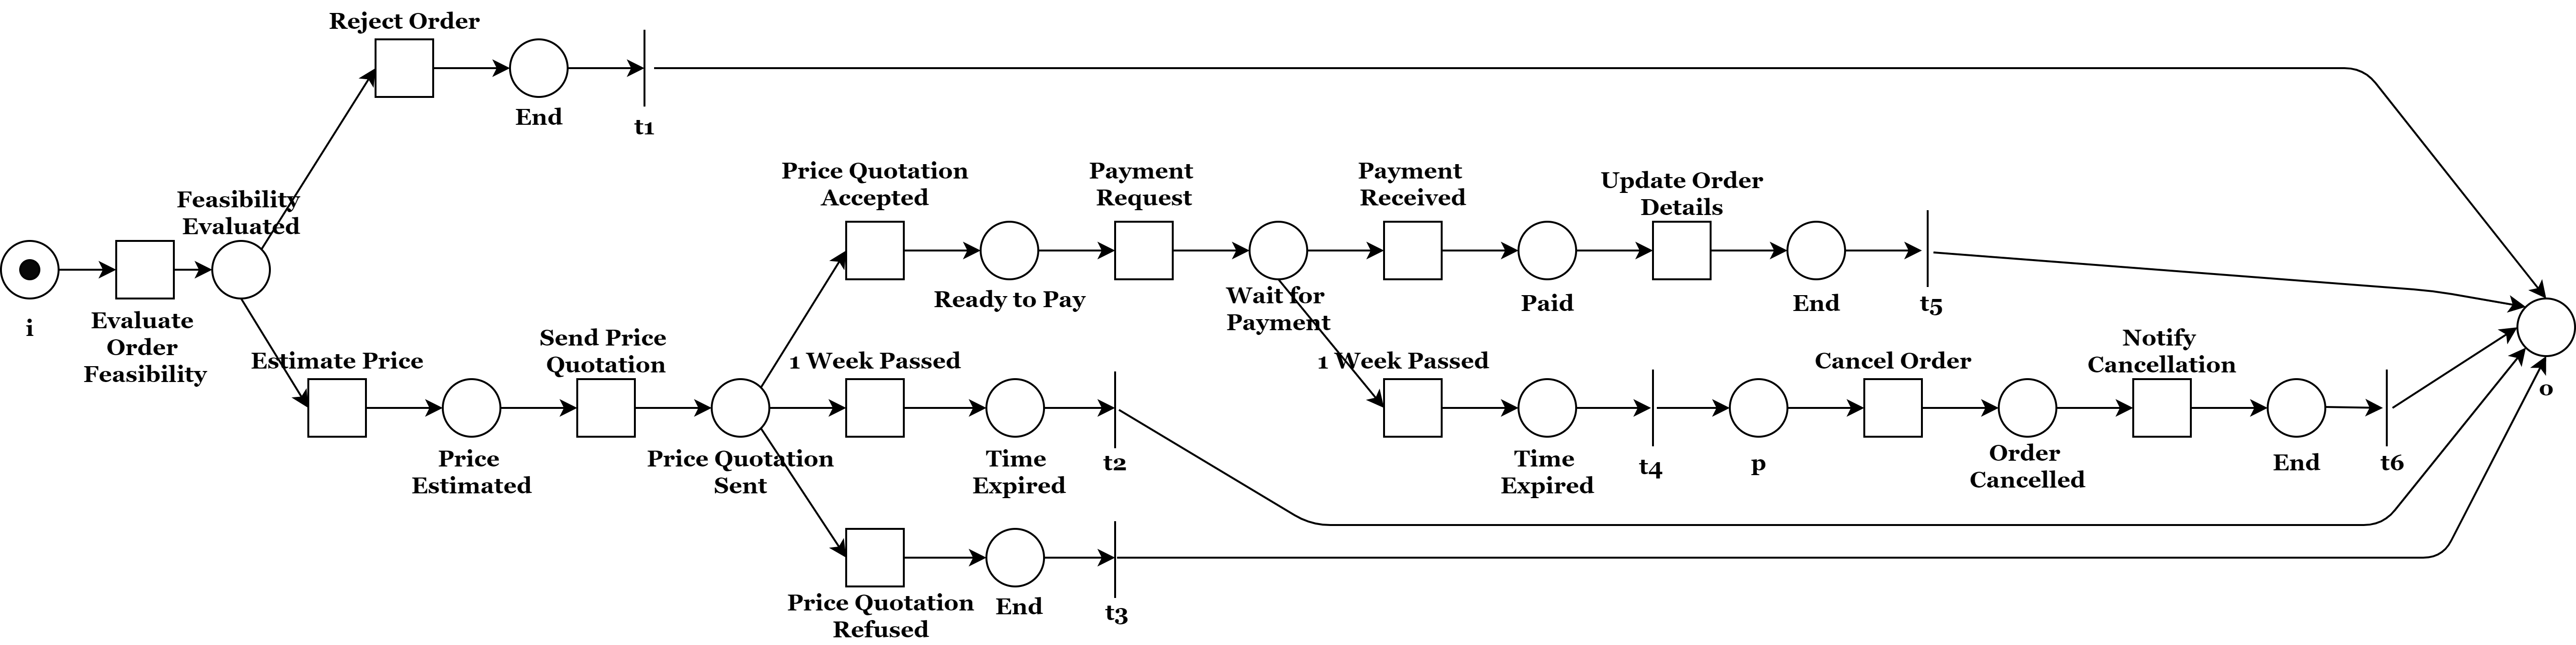 Reject Order
End
t1
Price Quotation
Accepted
Payment
Request
Payment
Received
Update Order
Details
Feasibility
Evaluated
i
Evaluate
Order
Feasibility
Ready to Pay
Wait for
Payment
Paid
End
t5
Estimate Price
Send Price
Quotation
1 Week Passed
1 Week Passed
Cancel Order
Notify
Cancellation
o
Price
Estimated
Price Quotation
Sent
Time
Expired
t2
Time
Expired
t4
p
Order
Cancelled
End
t6
Price Quotation
Refused
End
t3